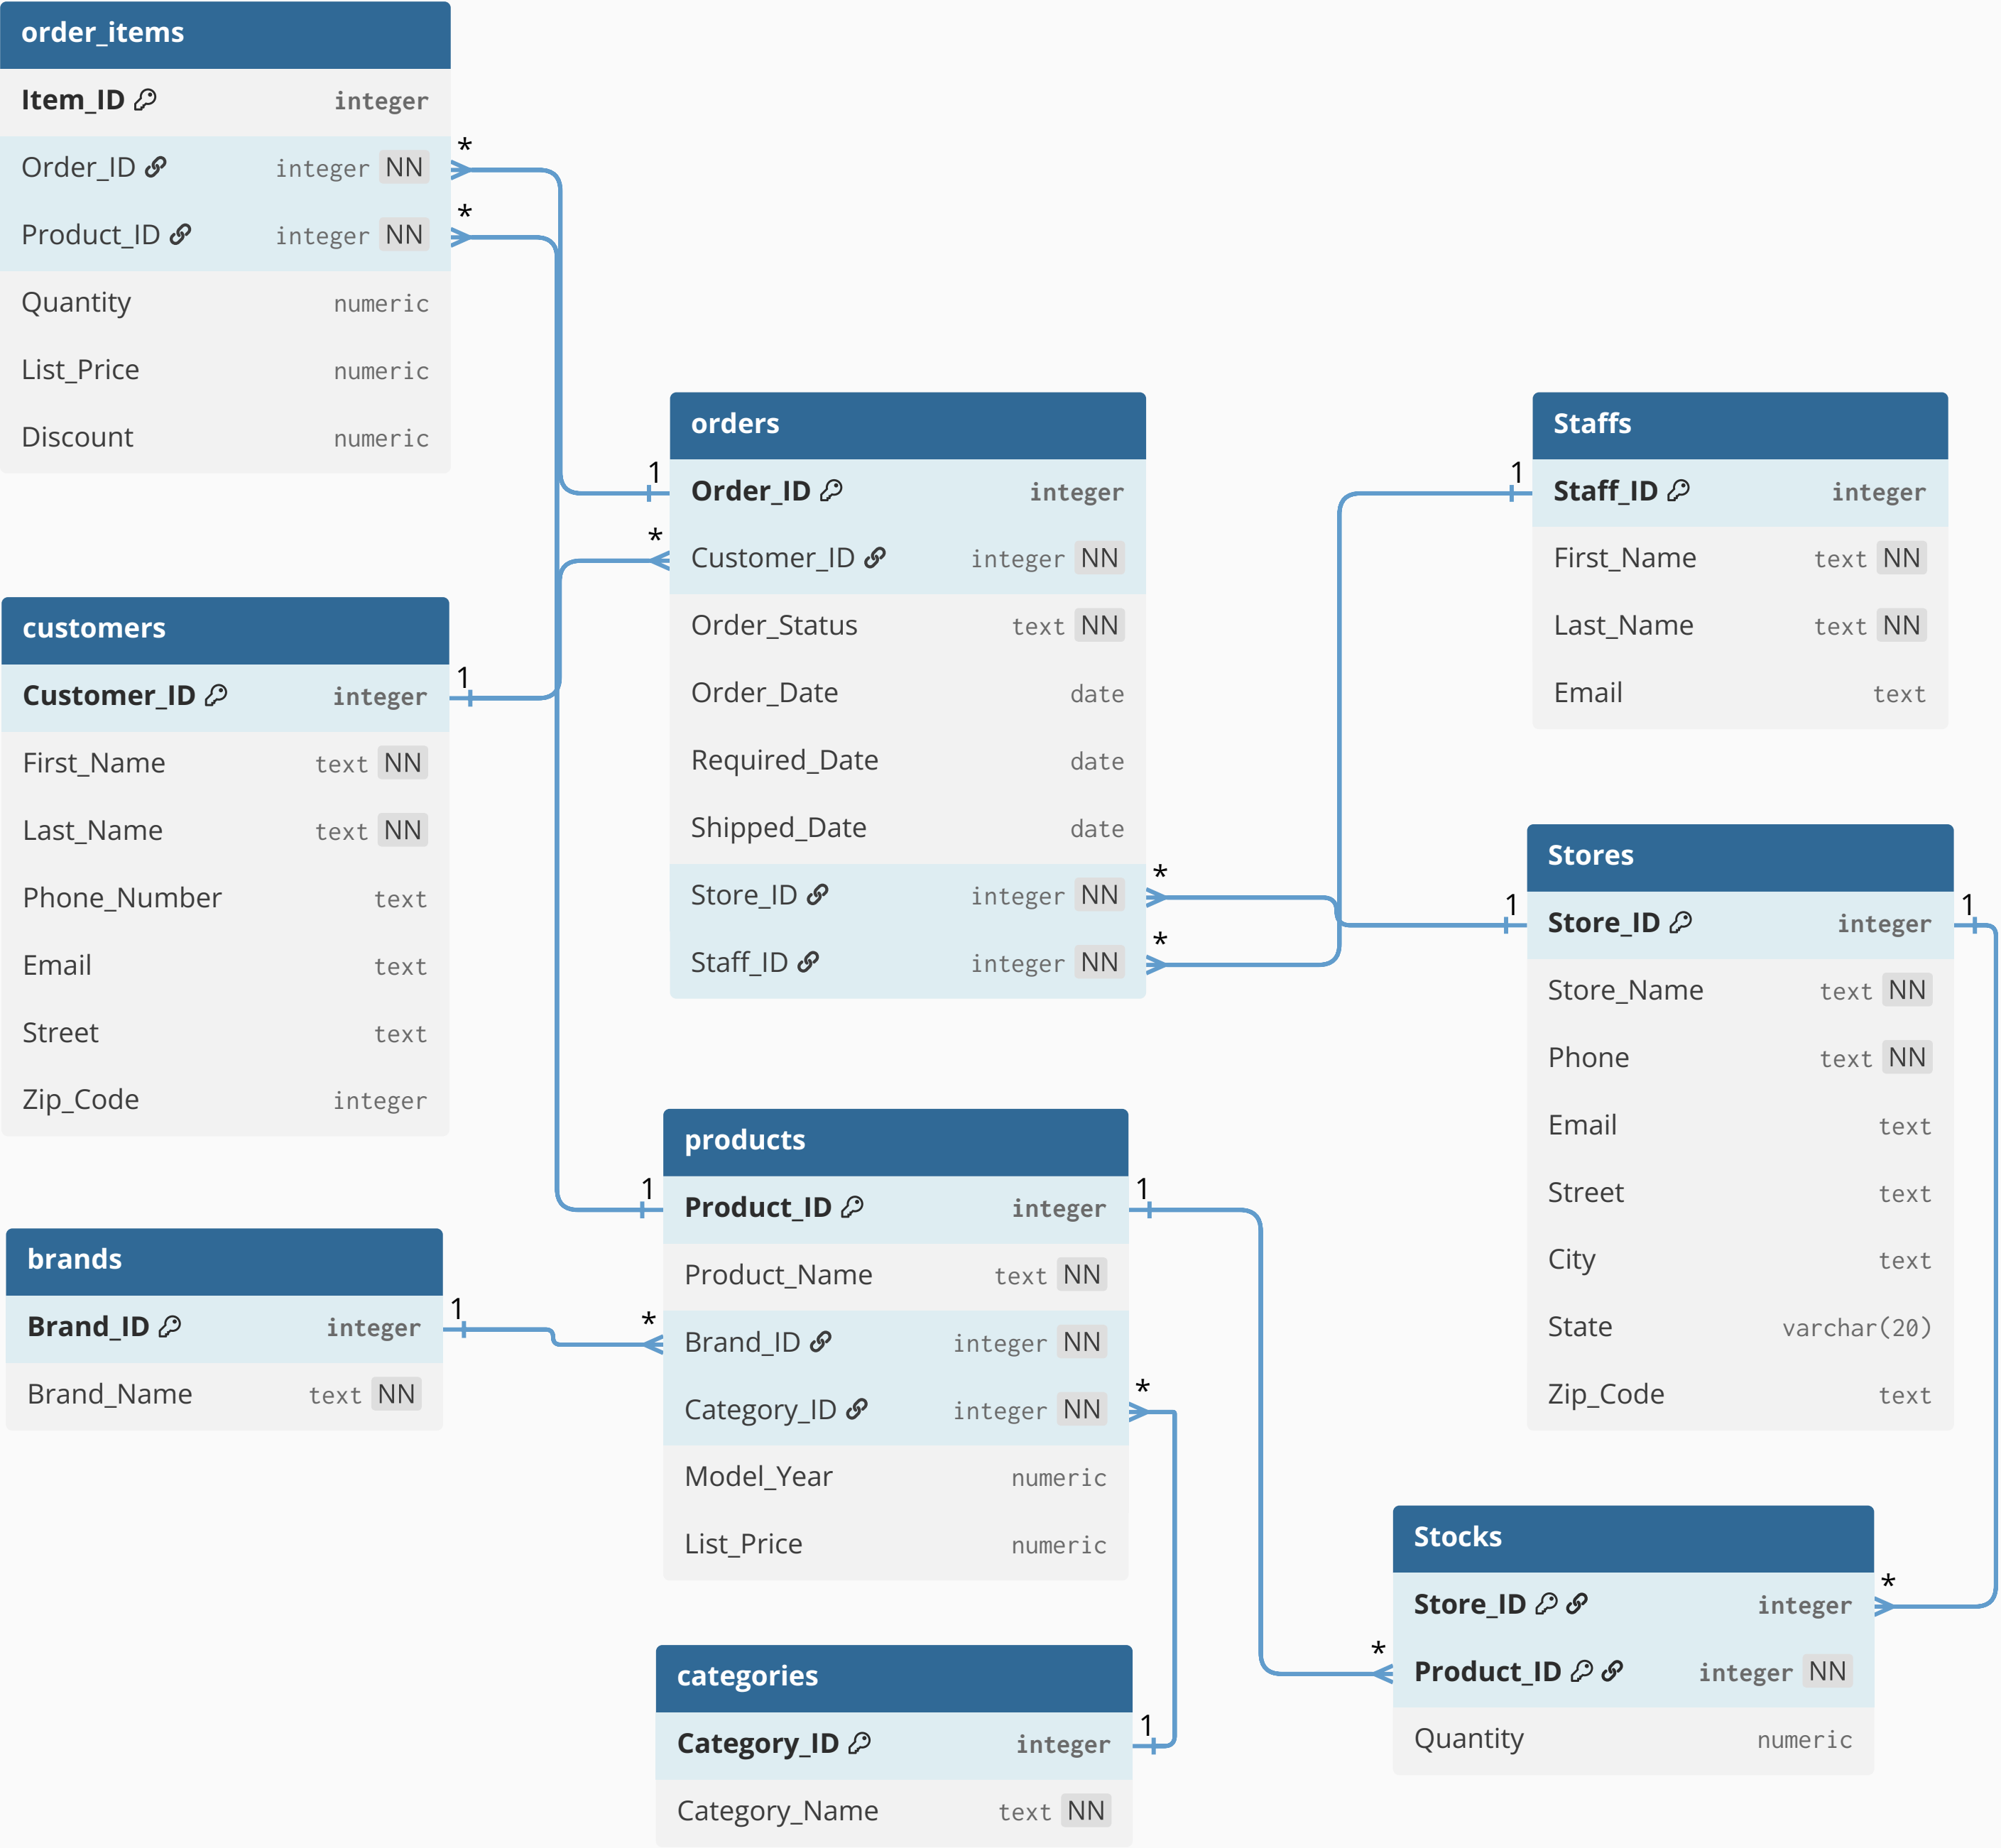 order_items
Item_ID integer
Order_ID integer NN
Product_ID integer NN
Quantity numeric
List_Price numeric
Discount numeric
*
*
orders
Order_ID integer
Customer_ID integer NN
Order_Status text NN
Order_Date date
Required_Date date
Shipped_Date date
Store_ID integer NN
Staff_ID integer NN
1
*
*
*
Staffs
Staff_ID integer
First_Name text NN
Last_Name text NN
Email text
1
customers
Customer_ID integer
First_Name text NN
Last_Name text NN
Phone_Number text
Email text
Street text
Zip_Code integer
1
Stores
Store_ID integer
Store_Name text NN
Phone text NN
Email text
Street text
City text
State varchar(20)
Zip_Code text
1
1
products
Product_ID integer
Product_Name text NN
Brand_ID integer NN
Category_ID integer NN
Model_Year numeric
List_Price numeric
1
1
*
*
brands
Brand_ID integer
Brand_Name text NN
1
Stocks
Store_ID integer
Product_ID integer NN
Quantity numeric
*
*
categories
Category_ID integer
Category_Name text NN
1